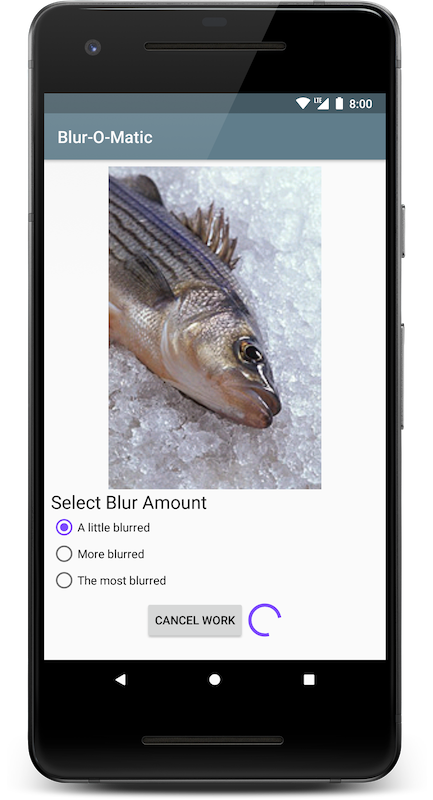 LTE 8:00
Blur-O-Matic
Select Blur Amount
A little blurred
More blurred
The most blurred
CANCEL WORK